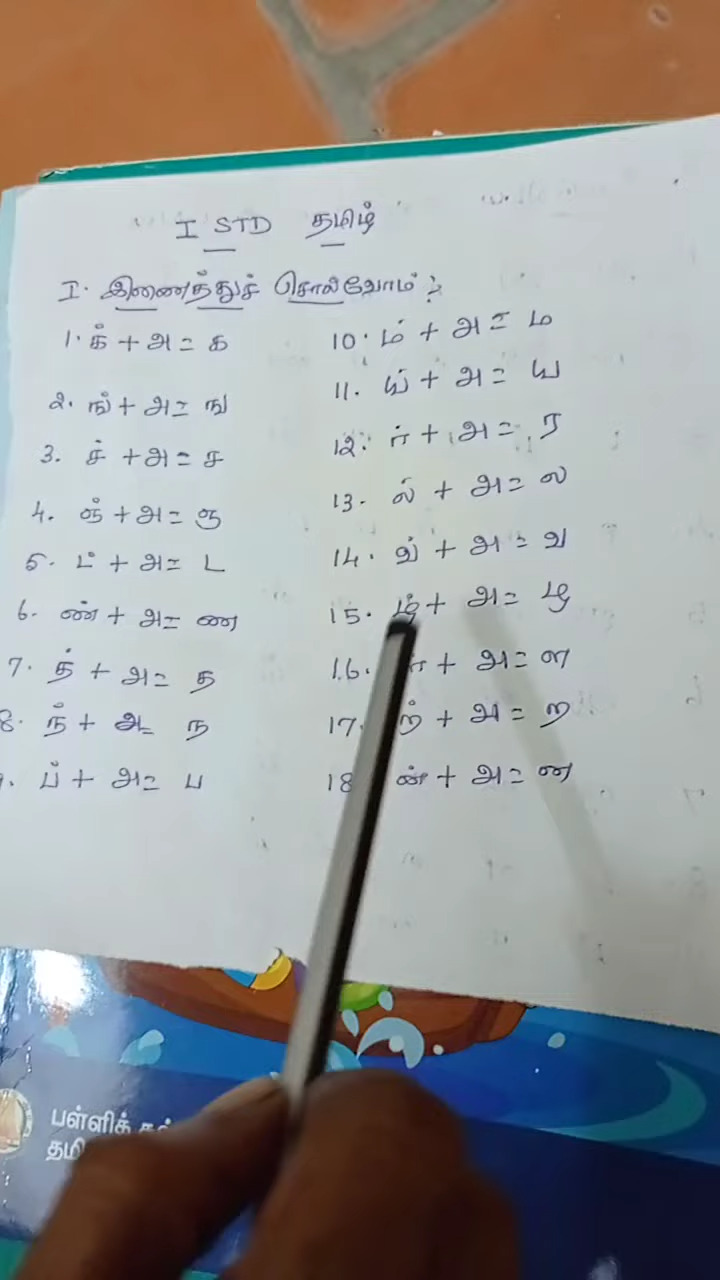 I STD தமிழ்
I. இணைத்துச் சொல்வோம் ?
1. க் + அ = க
2. ங் + அ = ங
3. ச் + அ = ச
4. ஞ் + அ = ஞ
5. ட் + அ = ட
6. ண் + அ = ண
7. த் + அ = த
8. ந் + அ = ந
. ப் + அ = ப
10. ம் + அ = ம
11. ய் + அ = ய
12. ர் + அ = ர
13. ல் + அ = ல
14. வ் + அ = வ
15. ழ் + அ = ழ
16. + அ = ள
17. ற் + அ = ற
18 ன் + அ = ன
பள்ளிக்